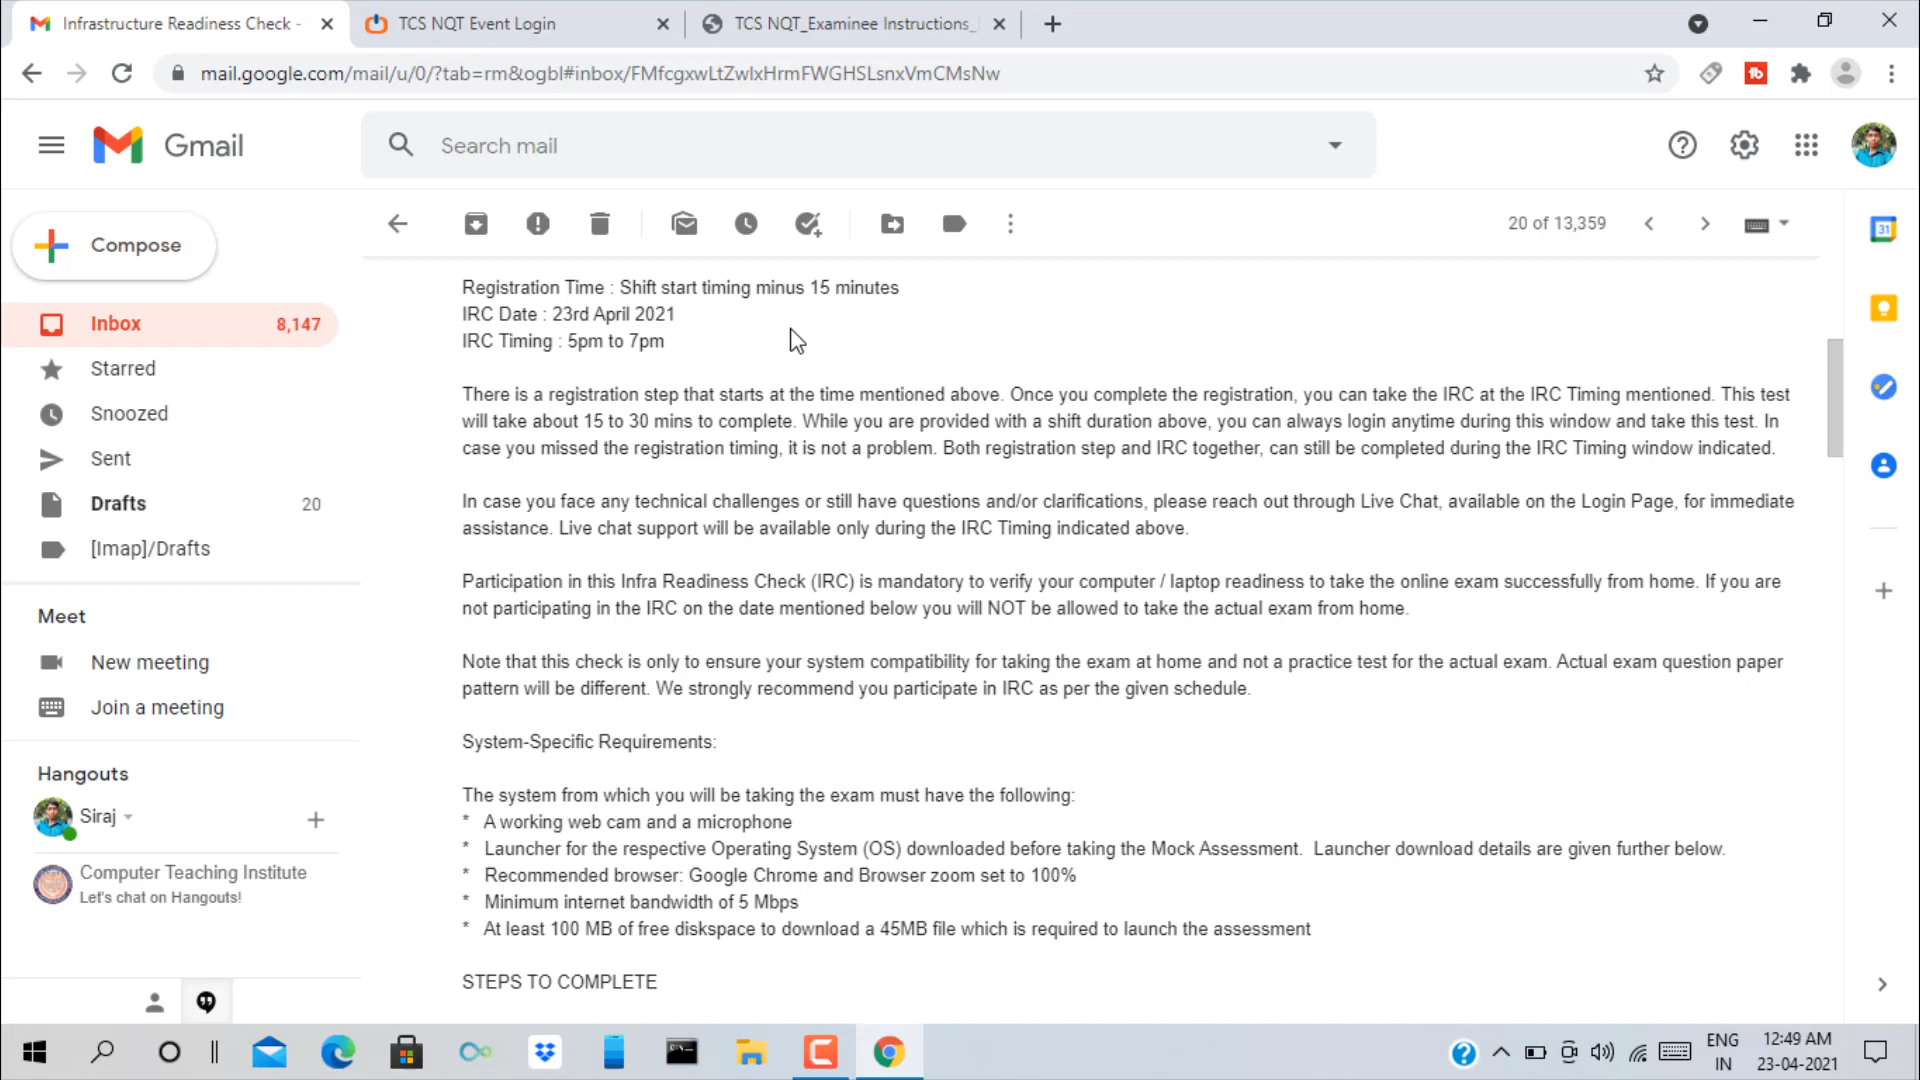 Infrastructure Readiness Check -
TCS NQT Event Login
TCS NQT_Examinee Instructions_
mail.google.com/mail/u/0/?tab=rm&ogbl#inbox/FMfcgxwLtZwlxHrmFWGHSLsnxVmCMsNw
Gmail
Search mail
Compose
20 of 13,359
31
Inbox 8,147
Starred
Snoozed
Sent
Drafts 20
[Imap]/Drafts
Meet
New meeting
Join a meeting
Hangouts
Siraj
Computer Teaching Institute
Let's chat on Hangouts!
Registration Time : Shift start timing minus 15 minutes
IRC Date : 23rd April 2021
IRC Timing : 5pm to 7pm
There is a registration step that starts at the time mentioned above. Once you complete the registration, you can take the IRC at the IRC Timing mentioned. This test
will take about 15 to 30 mins to complete. While you are provided with a shift duration above, you can always login anytime during this window and take this test. In
case you missed the registration timing, it is not a problem. Both registration step and IRC together, can still be completed during the IRC Timing window indicated.
In case you face any technical challenges or still have questions and/or clarifications, please reach out through Live Chat, available on the Login Page, for immediate
assistance. Live chat support will be available only during the IRC Timing indicated above.
Participation in this Infra Readiness Check (IRC) is mandatory to verify your computer / laptop readiness to take the online exam successfully from home. If you are
not participating in the IRC on the date mentioned below you will NOT be allowed to take the actual exam from home.
Note that this check is only to ensure your system compatibility for taking the exam at home and not a practice test for the actual exam. Actual exam question paper
pattern will be different. We strongly recommend you participate in IRC as per the given schedule.
System-Specific Requirements:
The system from which you will be taking the exam must have the following:
* A working web cam and a microphone
* Launcher for the respective Operating System (OS) downloaded before taking the Mock Assessment. Launcher download details are given further below.
* Recommended browser: Google Chrome and Browser zoom set to 100%
* Minimum internet bandwidth of 5 Mbps
* At least 100 MB of free diskspace to download a 45MB file which is required to launch the assessment
STEPS TO COMPLETE
ENG
IN
12:49 AM
23-04-2021